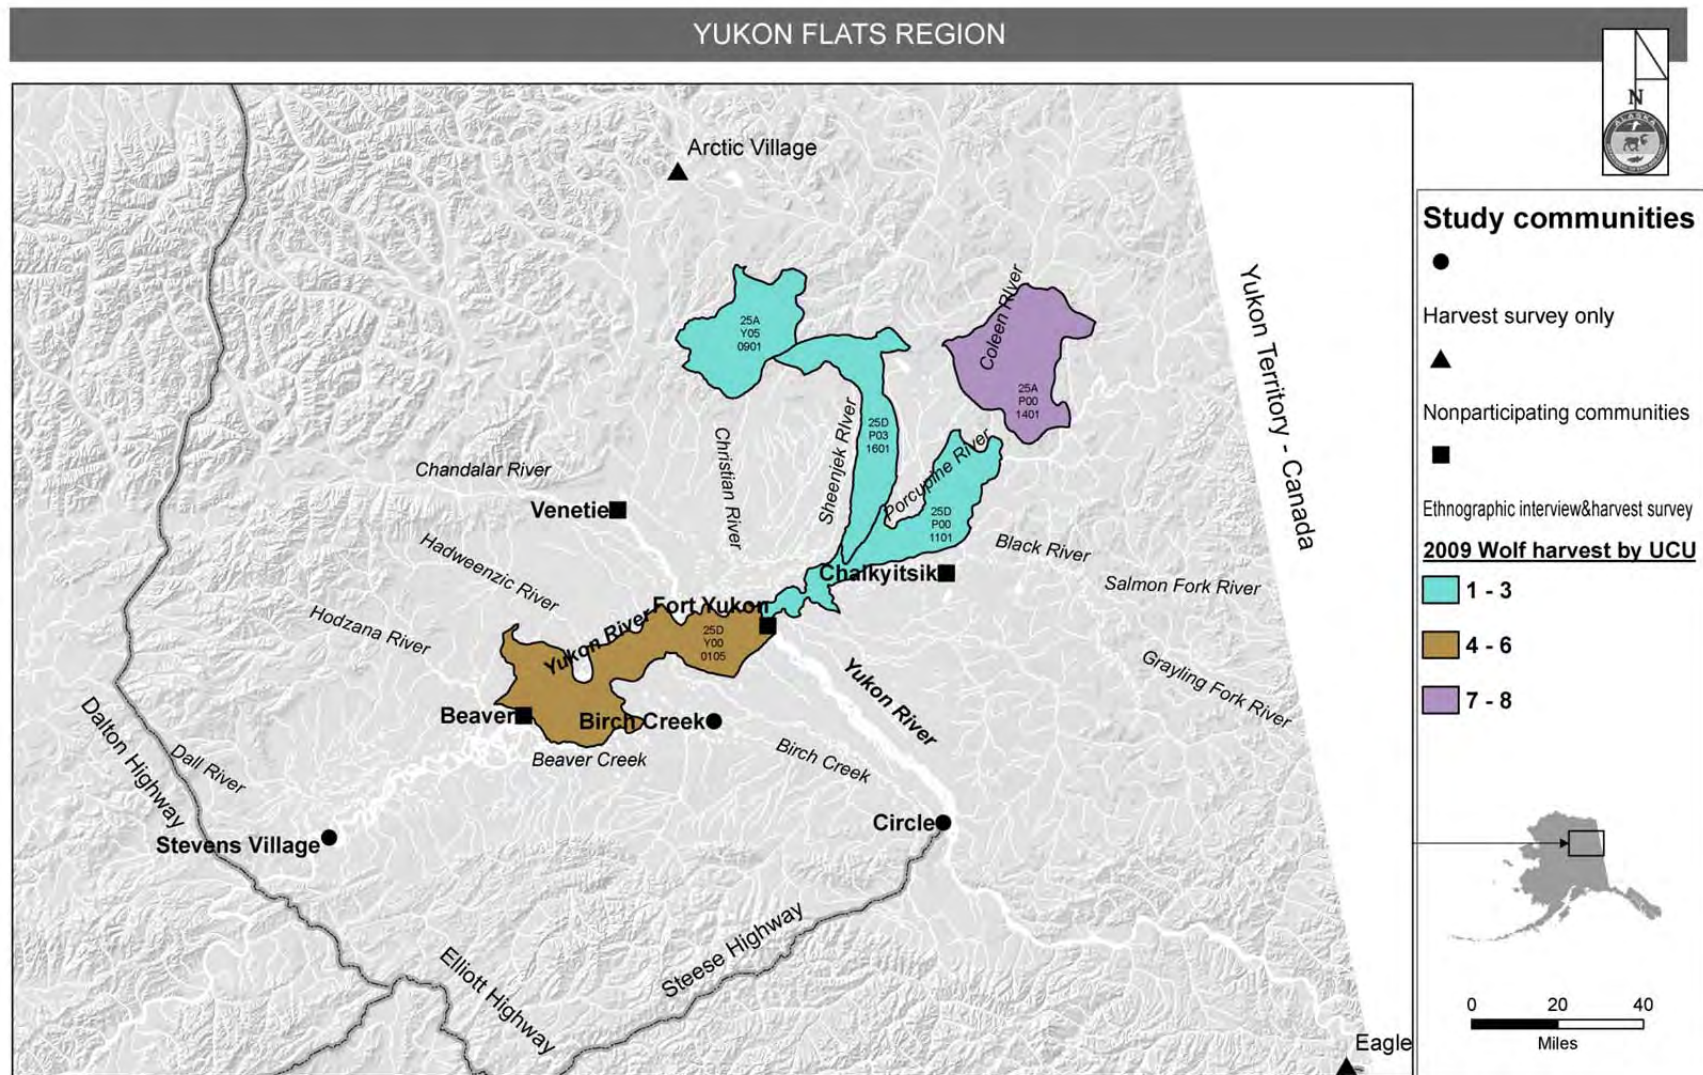 YUKON FLATS REGION
N
ALASKA
Arctic Village
Yukon Territory - Canada
Coleen River
25A
Y05
0901
25A
P00
1401
25D
P03
1601
Christian River
Sheenjek River
Porcupine River
Chandalar River
Venetie
25D
P00
1101
Black River
Hadweenzic River
Chalkyitsik
Salmon Fork River
Fort Yukon
Hodzana River
Yukon River
25D
Y00
0105
Grayling Fork River
Yukon River
Beaver
Birch Creek
Beaver Creek
Birch Creek
Dalton Highway
Dall River
Stevens Village
Circle
Steese Highway
Elliott Highway
Eagle
Study communities
Harvest survey only
Nonparticipating communities
Ethnographic interview&harvest survey
2009 Wolf harvest by UCU
1 - 3
4 - 6
7 - 8
0 20 40
Miles